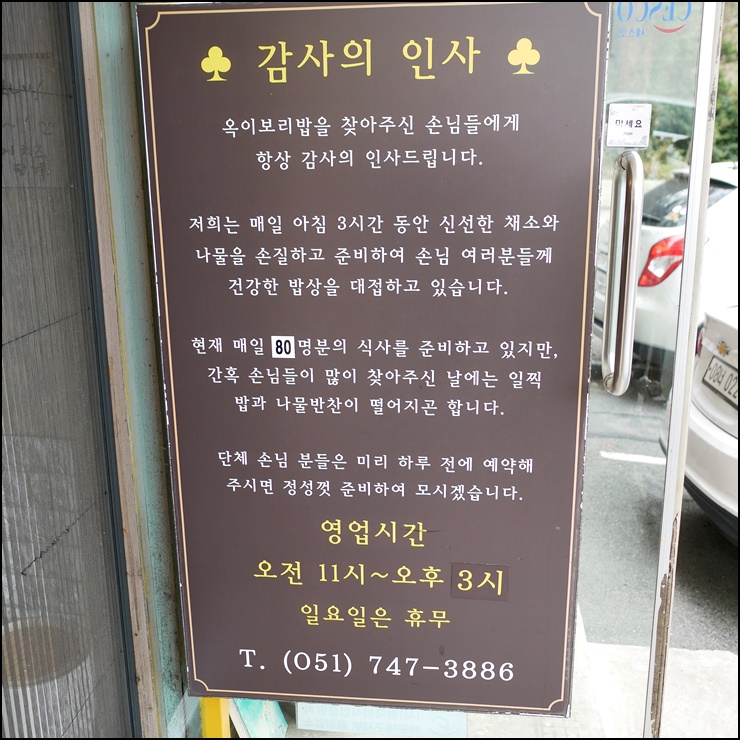 CESCO
세스코
♣ 감사의 인사 ♣
미세요
옥이보리밥을 찾아주신 손님들에게
항상 감사의 인사드립니다.
저희는 매일 아침 3시간 동안 신선한 채소와
나물을 손질하고 준비하여 손님 여러분들께
건강한 밥상을 대접하고 있습니다.
현재 매일 80명분의 식사를 준비하고 있지만,
간혹 손님들이 많이 찾아주신 날에는 일찍
밥과 나물반찬이 떨어지곤 합니다.
단체 손님 분들은 미리 하루 전에 예약해
주시면 정성껏 준비하여 모시겠습니다.
영업시간
오전 11시~오후 3시
일요일은 휴무
T. (051) 747-3886